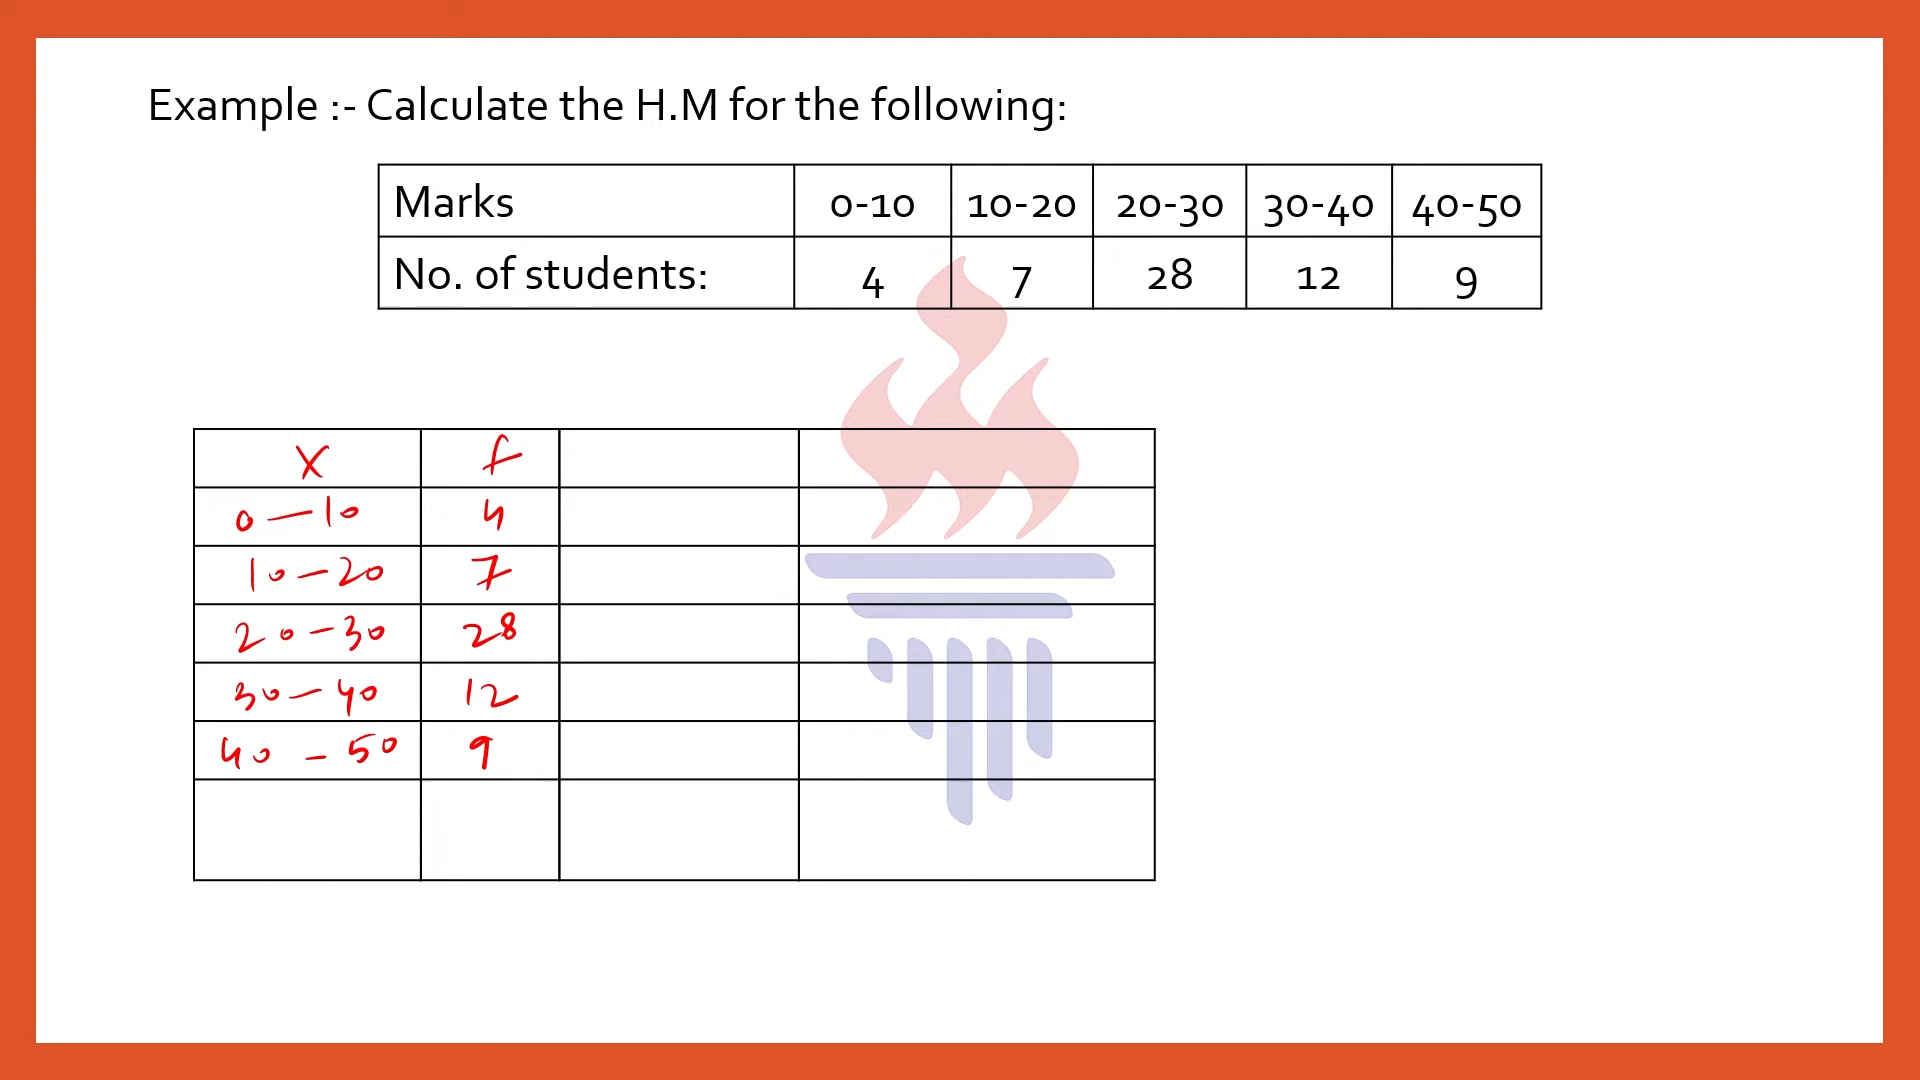 Example :- Calculate the H.M for the following:
Marks 0-10 10-20 20-30 30-40 40-50
No. of students: 4 7 28 12 9
X f
0-10 4
10-20 7
20-30 28
30-40 12
40-50 9